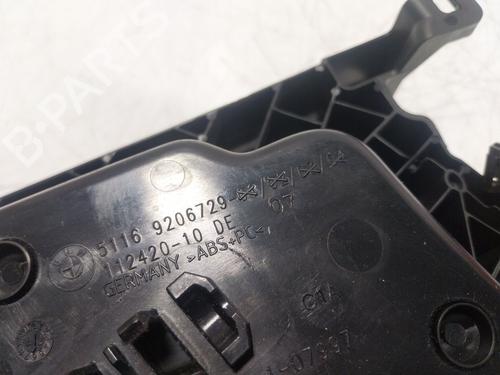 B-PARTS
5116 9206729-
07
112420-10 DE
GERMANY >ABS+PC<